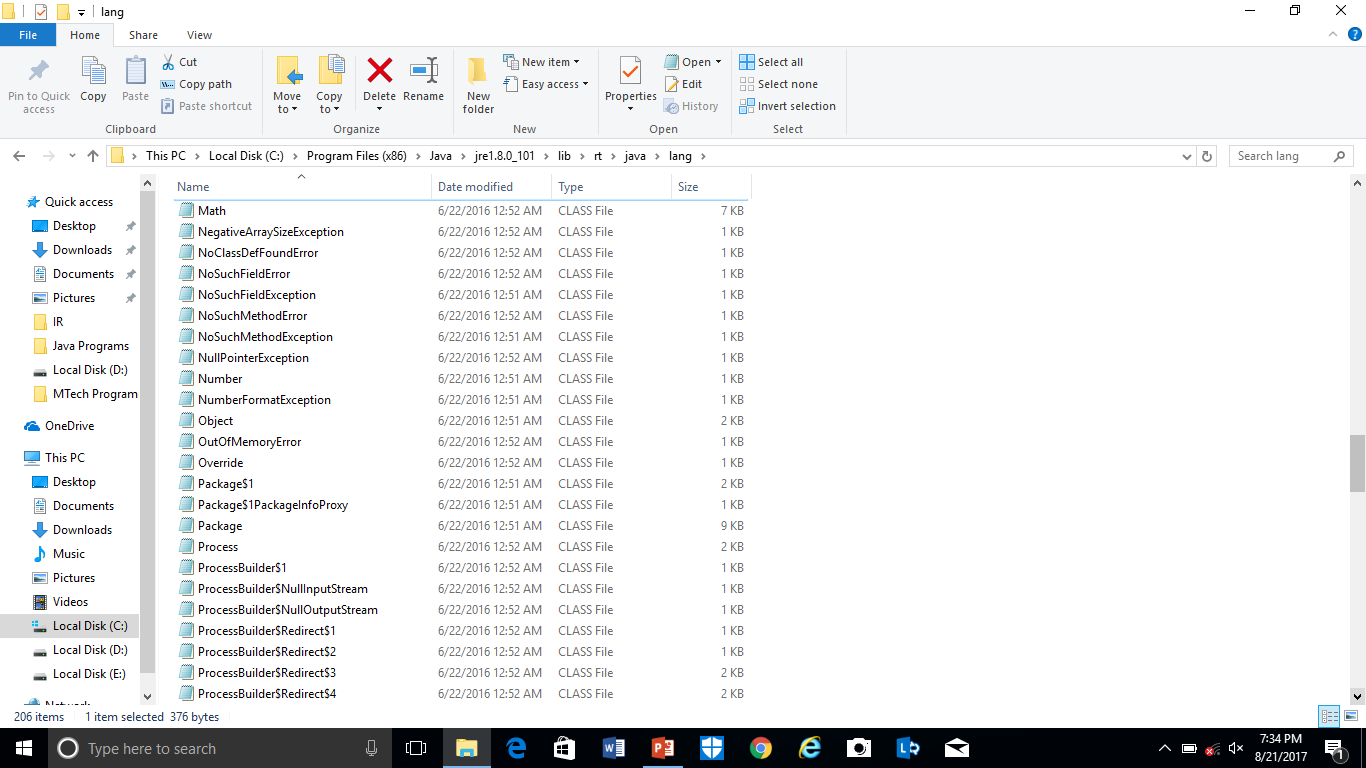 lang
File Home Share View
Pin to Quick access
Copy
Paste
Cut
Copy path
Paste shortcut
Clipboard
Move to
Copy to
Delete
Rename
Organize
New folder
New item
Easy access
New
Properties
Open
Edit
History
Open
Select all
Select none
Invert selection
Select
This PC > Local Disk (C:) > Program Files (x86) > Java > jre1.8.0_101 > lib > rt > java > lang >
Search lang
Quick access
Desktop
Downloads
Documents
Pictures
IR
Java Programs
Local Disk (D:)
MTech Program
OneDrive
This PC
Desktop
Documents
Downloads
Music
Pictures
Videos
Local Disk (C:)
Local Disk (D:)
Local Disk (E:)
Network
Name Date modified Type Size
Math 6/22/2016 12:52 AM CLASS File 7 KB
NegativeArraySizeException 6/22/2016 12:52 AM CLASS File 1 KB
NoClassDefFoundError 6/22/2016 12:52 AM CLASS File 1 KB
NoSuchFieldError 6/22/2016 12:52 AM CLASS File 1 KB
NoSuchFieldException 6/22/2016 12:51 AM CLASS File 1 KB
NoSuchMethodError 6/22/2016 12:52 AM CLASS File 1 KB
NoSuchMethodException 6/22/2016 12:51 AM CLASS File 1 KB
NullPointerException 6/22/2016 12:52 AM CLASS File 1 KB
Number 6/22/2016 12:51 AM CLASS File 1 KB
NumberFormatException 6/22/2016 12:51 AM CLASS File 1 KB
Object 6/22/2016 12:51 AM CLASS File 2 KB
OutOfMemoryError 6/22/2016 12:52 AM CLASS File 1 KB
Override 6/22/2016 12:52 AM CLASS File 1 KB
Package$1 6/22/2016 12:51 AM CLASS File 2 KB
Package$1PackageInfoProxy 6/22/2016 12:51 AM CLASS File 1 KB
Package 6/22/2016 12:51 AM CLASS File 9 KB
Process 6/22/2016 12:52 AM CLASS File 2 KB
ProcessBuilder$1 6/22/2016 12:52 AM CLASS File 1 KB
ProcessBuilder$NullInputStream 6/22/2016 12:52 AM CLASS File 1 KB
ProcessBuilder$NullOutputStream 6/22/2016 12:52 AM CLASS File 1 KB
ProcessBuilder$Redirect$1 6/22/2016 12:52 AM CLASS File 1 KB
ProcessBuilder$Redirect$2 6/22/2016 12:52 AM CLASS File 1 KB
ProcessBuilder$Redirect$3 6/22/2016 12:52 AM CLASS File 2 KB
ProcessBuilder$Redirect$4 6/22/2016 12:52 AM CLASS File 2 KB
206 items 1 item selected 376 bytes
Type here to search
7:34 PM
8/21/2017
1